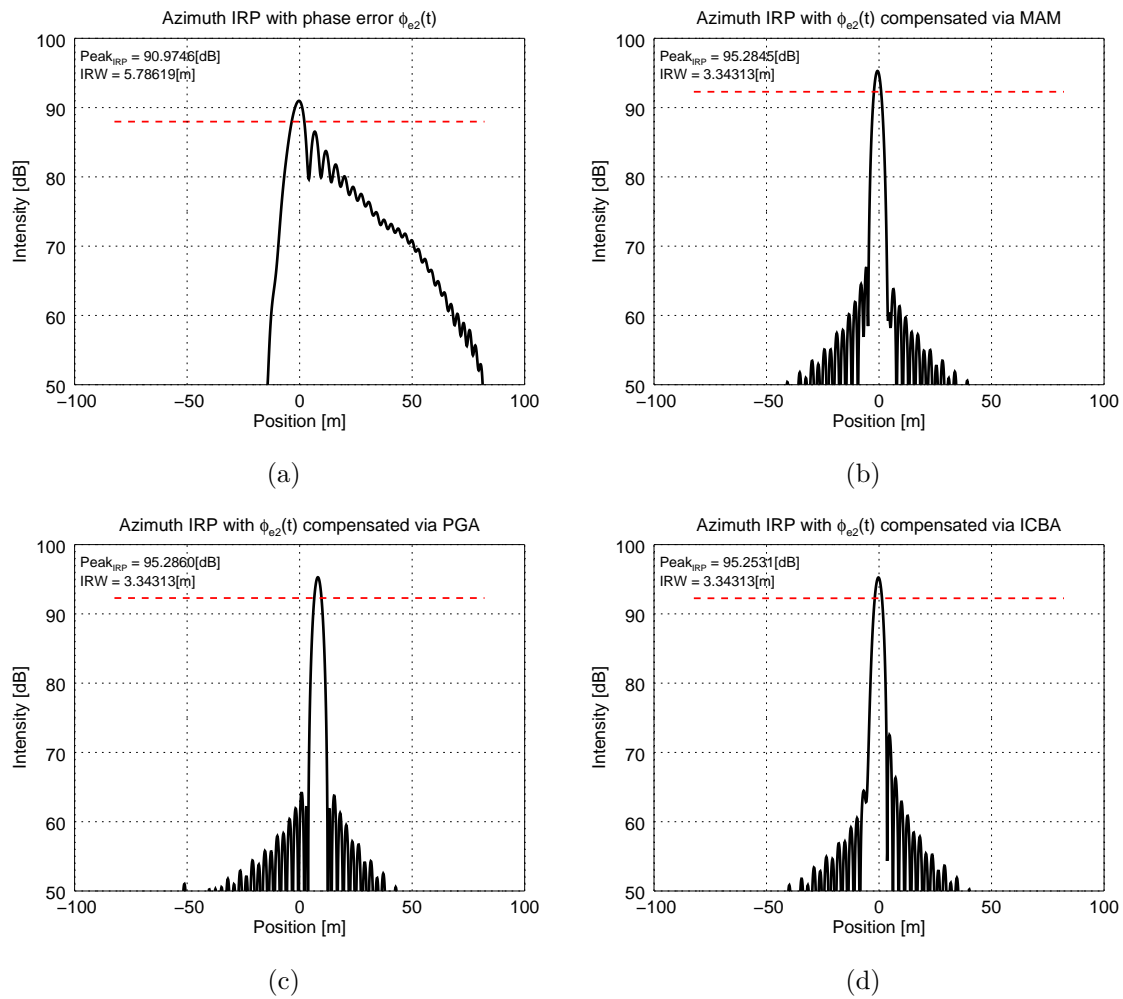 Azimuth IRP with phase error ϕe2(t)
PeakIRP = 90.9746[dB]
IRW = 5.78619[m]
100
90
80
70
60
50
Intensity [dB]
−100
−50
0
50
100
Position [m]
(a)
Azimuth IRP with ϕe2(t) compensated via MAM
PeakIRP = 95.2845[dB]
IRW = 3.34313[m]
100
90
80
70
60
50
Intensity [dB]
−100
−50
0
50
100
Position [m]
(b)
Azimuth IRP with ϕe2(t) compensated via PGA
PeakIRP = 95.2860[dB]
IRW = 3.34313[m]
100
90
80
70
60
50
Intensity [dB]
−100
−50
0
50
100
Position [m]
(c)
Azimuth IRP with ϕe2(t) compensated via ICBA
PeakIRP = 95.2531[dB]
IRW = 3.34313[m]
100
90
80
70
60
50
Intensity [dB]
−100
−50
0
50
100
Position [m]
(d)